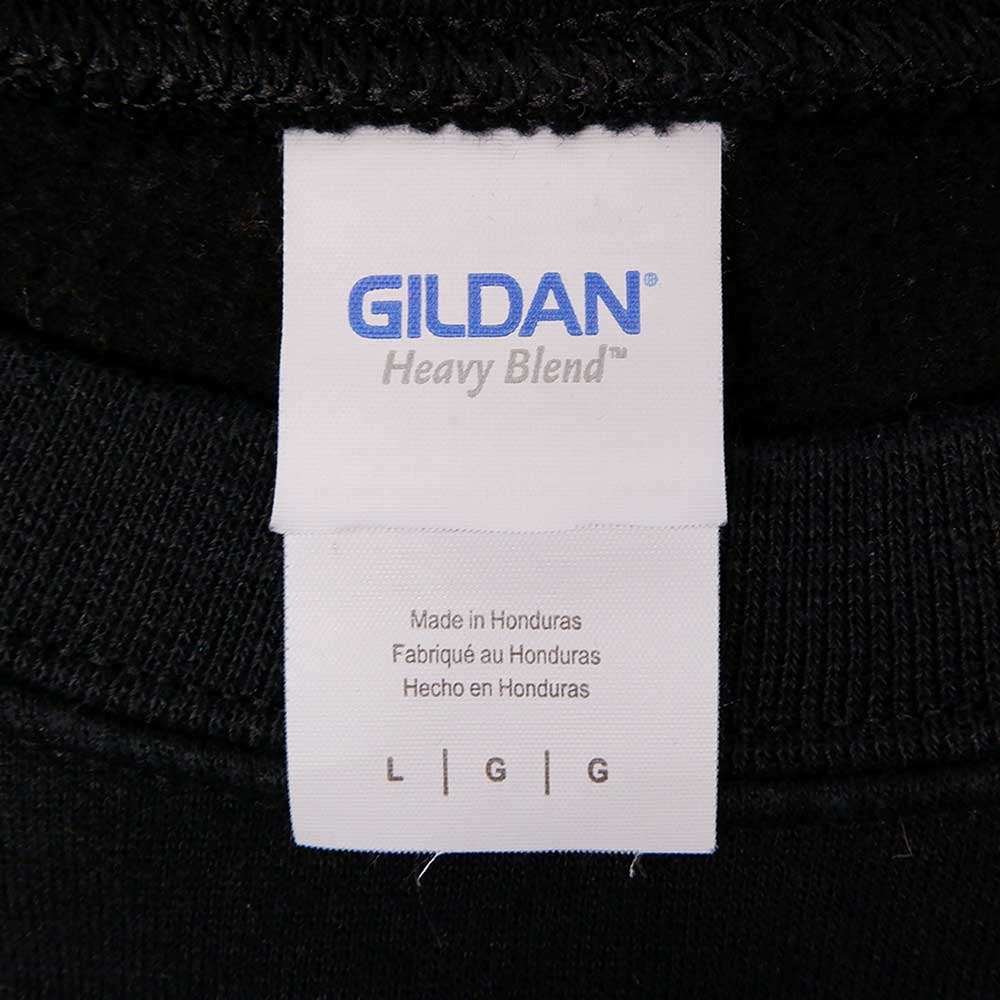 GILDAN®
Heavy Blend™
Made in Honduras
Fabriqué au Honduras
Hecho en Honduras
L | G | G